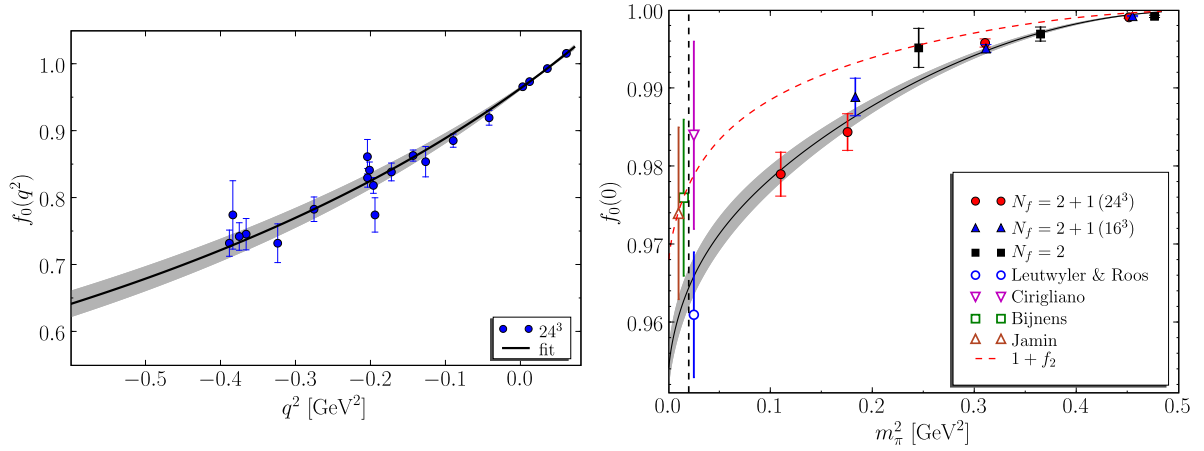 f₀(q²)
1.0
0.9
0.8
0.7
0.6
−0.5 −0.4 −0.3 −0.2 −0.1 0.0
q² [GeV²]
24³
fit
f₀(0)
1.00
0.99
0.98
0.97
0.96
0.0 0.1 0.2 0.3 0.4 0.5
m²π [GeV²]
Nf = 2 + 1 (24³)
Nf = 2 + 1 (16³)
Nf = 2
Leutwyler & Roos
Cirigliano
Bijnens
Jamin
1 + f₂